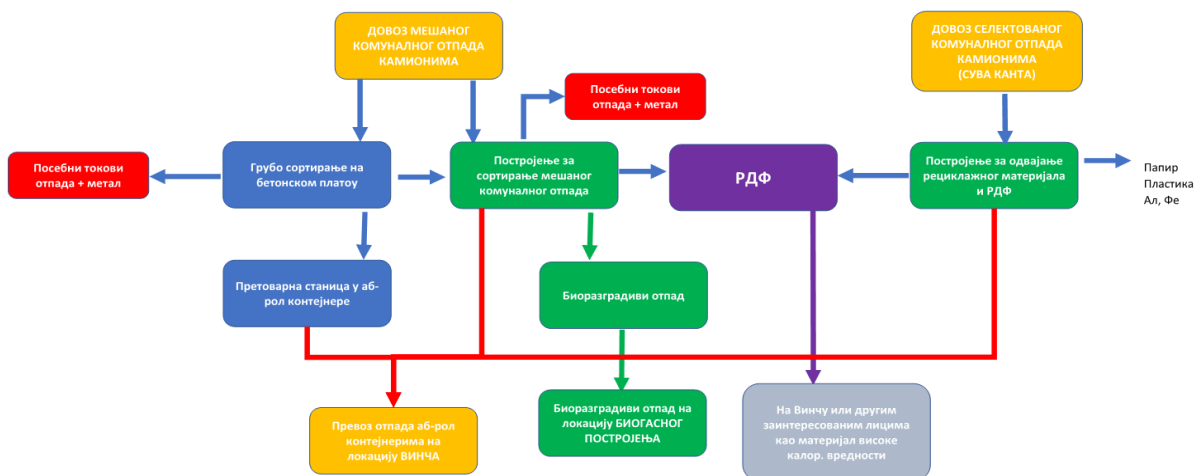 ДОВОЗ МЕШАНОГ
КОМУНАЛНОГ ОТПАДА
КАМИОНИМА
ДОВОЗ СЕЛЕКТОВАНОГ
КОМУНАЛНОГ ОТПАДА
КАМИОНИМА
(СУВА КАНТА)
Посебни токови
отпада + метал
Посебни токови
отпада + метал
Грубо сортирање на
бетонском платоу
Постројење за
сортирање мешаног
комуналног отпада
РДФ
Постројење за одвајање
рециклажног материјала
и РДФ
Папир
Пластика
Ал, Фе
Претоварна станица у аб-
рол контејнере
Биоразградиви отпад
Превоз отпада аб-рол
контејнерима на
локацију ВИНЧА
Биоразградиви отпад на
локацију БИОГАСНОГ
ПОСТРОЈЕЊА
На Винчу или другим
заинтересованим лицима
као материјал високе
калор. вредности